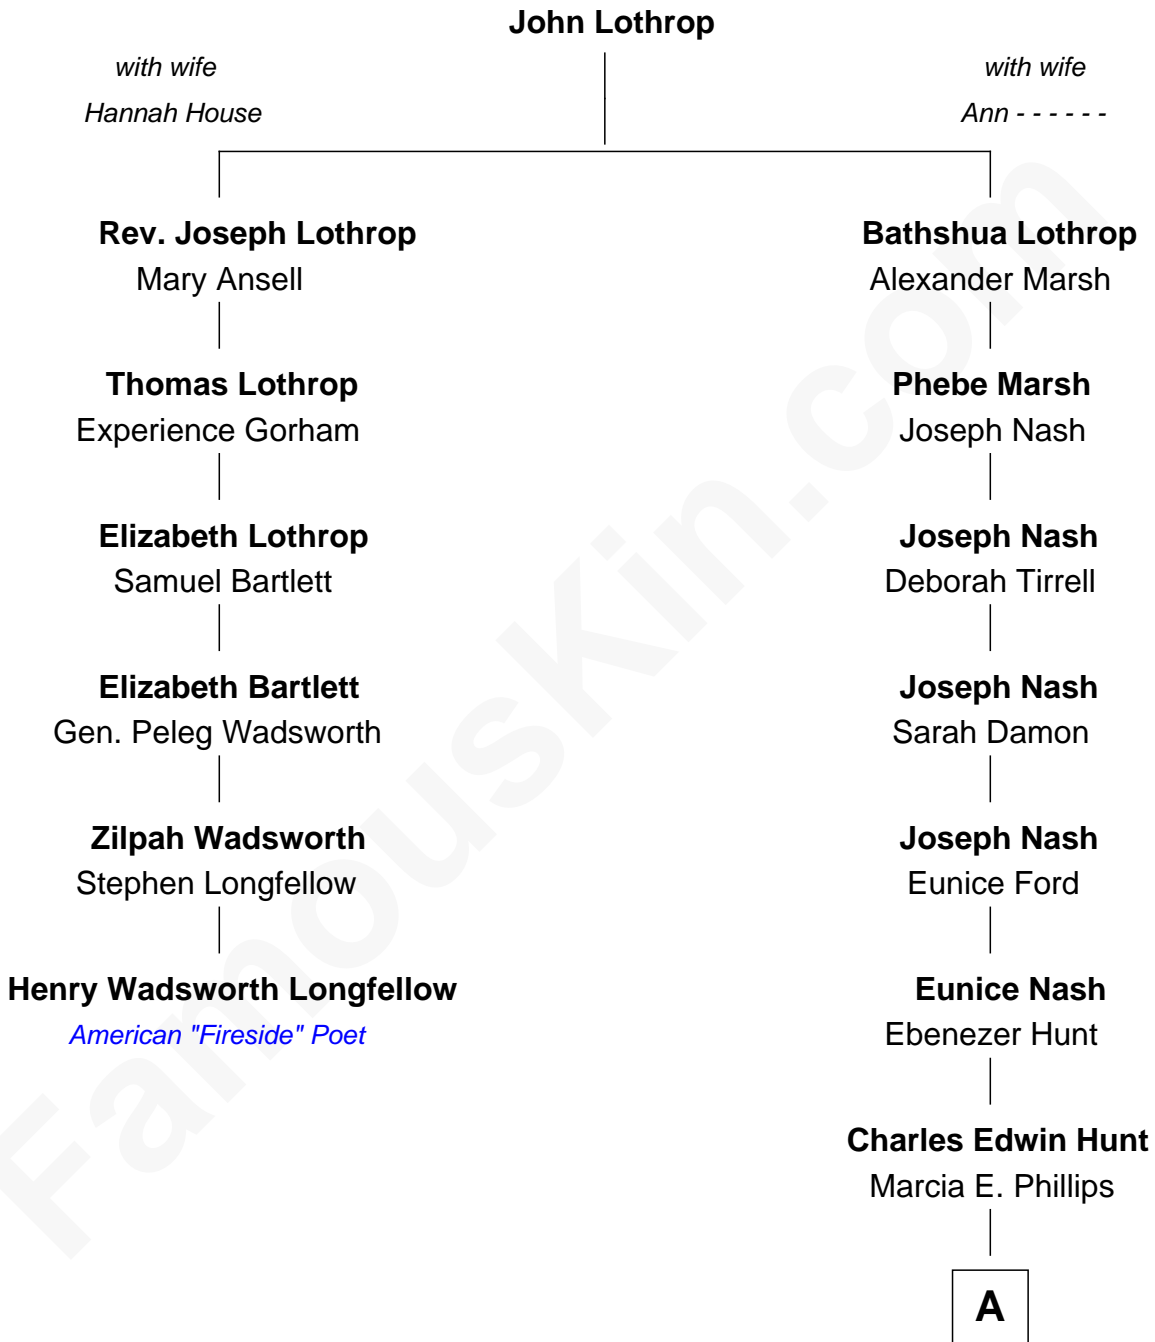 John Lothrop
with wife
Hannah House
with wife
Ann - - - - - -
Rev. Joseph Lothrop
Mary Ansell
Bathshua Lothrop
Alexander Marsh
Thomas Lothrop
Experience Gorham
Phebe Marsh
Joseph Nash
Elizabeth Lothrop
Samuel Bartlett
Joseph Nash
Deborah Tirrell
Elizabeth Bartlett
Gen. Peleg Wadsworth
Joseph Nash
Sarah Damon
Zilpah Wadsworth
Stephen Longfellow
Joseph Nash
Eunice Ford
Henry Wadsworth Longfellow
American "Fireside" Poet
Eunice Nash
Ebenezer Hunt
Charles Edwin Hunt
Marcia E. Phillips
A
FamousKin.com